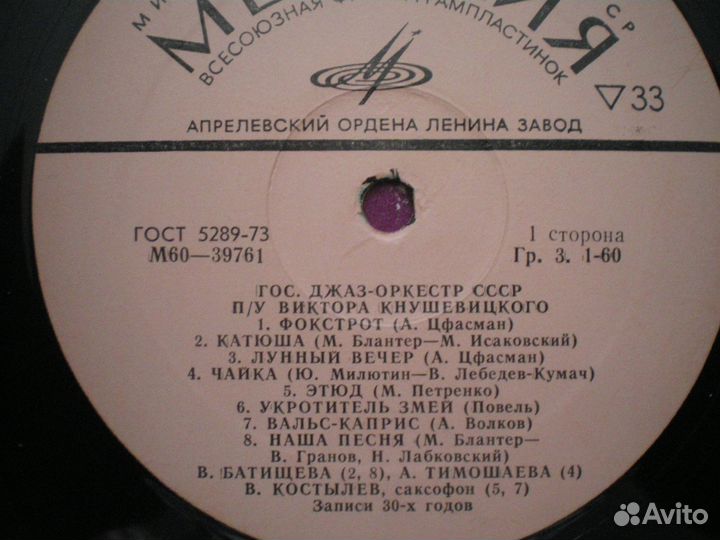 ВСЕСОЮЗНАЯ
АПРЕЛЕВСКИЙ ОРДЕНА ЛЕНИНА ЗАВОД
▽33
ГОСТ 5289-73
М60—39761
1 сторона
Гр. 3. 1-60
ГОС. ДЖАЗ-ОРКЕСТР СССР
П/У ВИКТОРА КНУШЕВИЦКОГО
1. ФОКСТРОТ (А. Цфасман)
2. КАТЮША (М. Блантер—М. Исаковский)
3. ЛУННЫЙ ВЕЧЕР (А. Цфасман)
4. ЧАЙКА (Ю. Милютин—В. Лебедев-Кумач)
5. ЭТЮД (М. Петренко)
6. УКРОТИТЕЛЬ ЗМЕЙ (Повель)
7. ВАЛЬС-КАПРИС (А. Волков)
8. НАША ПЕСНЯ (М. Блантер—
В. Гранов, Н. Лабковский)
В. БАТИЩЕВА (2, 8), А. ТИМОШАЕВА (4)
В. КОСТЫЛЕВ, саксофон (5, 7)
Записи 30-х годов
Avito